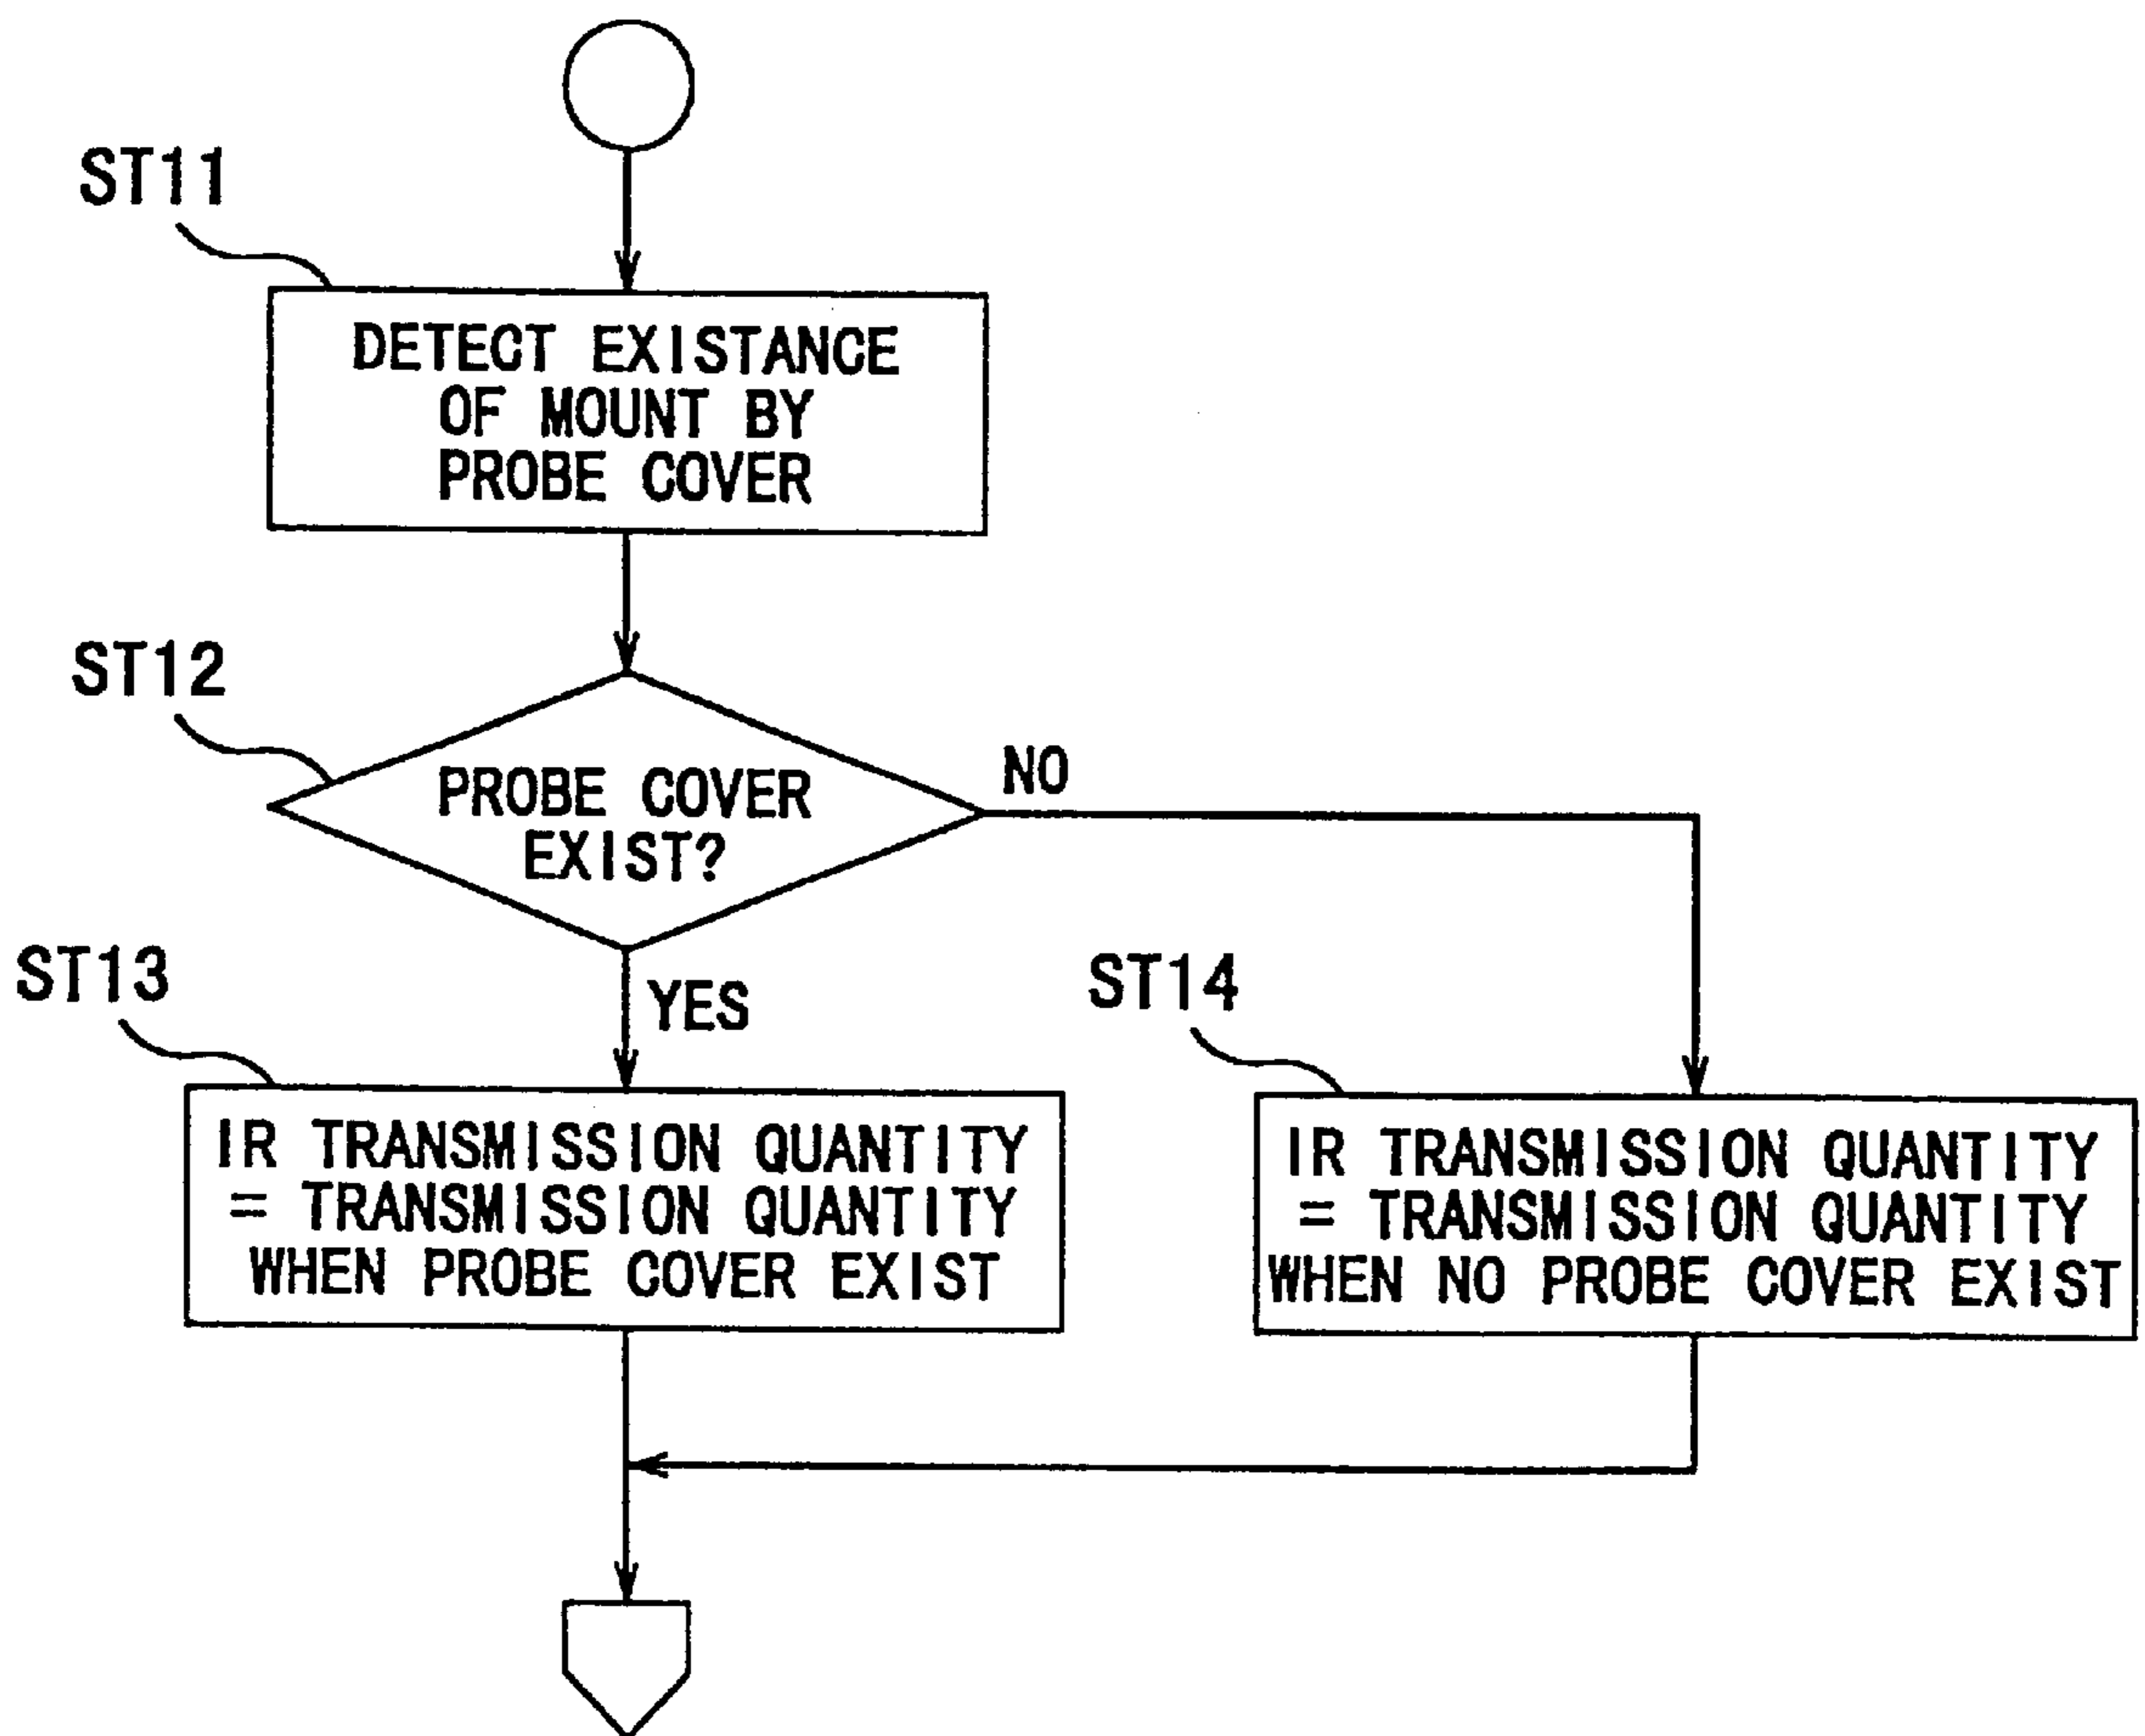 ST11
DETECT EXISTANCE
OF MOUNT BY
PROBE COVER
ST12
PROBE COVER
EXIST?
NO
YES
ST13
IR TRANSMISSION QUANTITY
= TRANSMISSION QUANTITY
WHEN PROBE COVER EXIST
ST14
IR TRANSMISSION QUANTITY
= TRANSMISSION QUANTITY
WHEN NO PROBE COVER EXIST